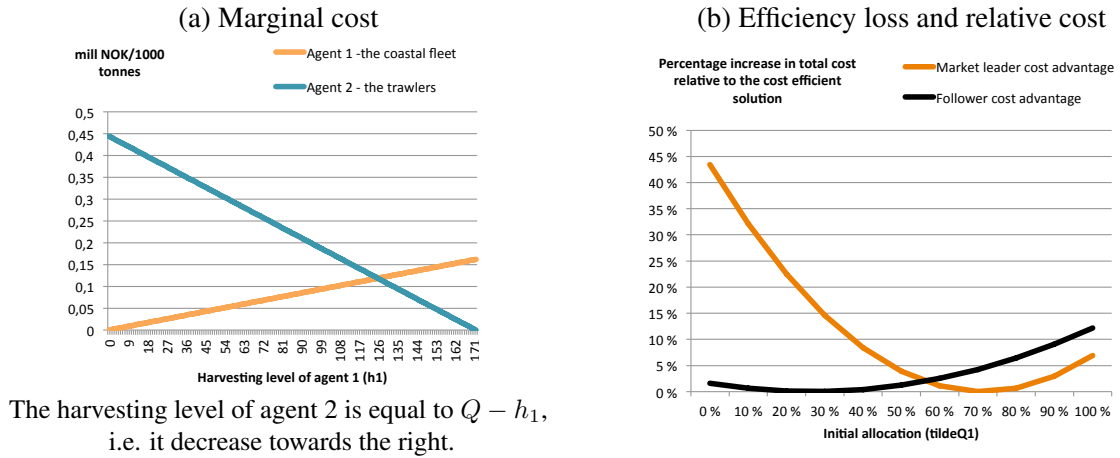 (a) Marginal cost
mill NOK/1000
tonnes
Agent 1 -the coastal fleet
Agent 2 - the trawlers
0,5
0,45
0,4
0,35
0,3
0,25
0,2
0,15
0,1
0,05
0
0 9 18 27 36 45 54 63 72 81 90 99 108 117 126 135 144 153 162 171
Harvesting level of agent 1 (h1)
The harvesting level of agent 2 is equal to Q − h₁,
i.e. it decrease towards the right.
(b) Efficiency loss and relative cost
Percentage increase in total cost
relative to the cost efficient
solution
Market leader cost advantage
Follower cost advantage
50 %
45 %
40 %
35 %
30 %
25 %
20 %
15 %
10 %
5 %
0 %
0 % 10 % 20 % 30 % 40 % 50 % 60 % 70 % 80 % 90 % 100 %
Initial allocation (tildeQ1)